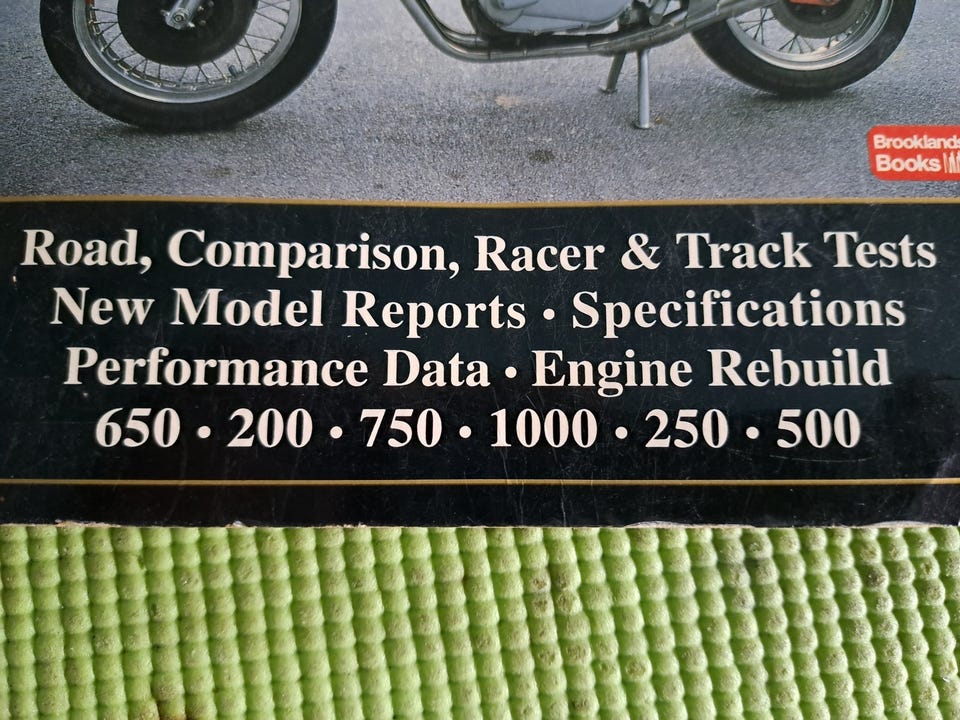 Brooklands
Books
Road, Comparison, Racer & Track Tests
New Model Reports • Specifications
Performance Data • Engine Rebuild
650 • 200 • 750 • 1000 • 250 • 500